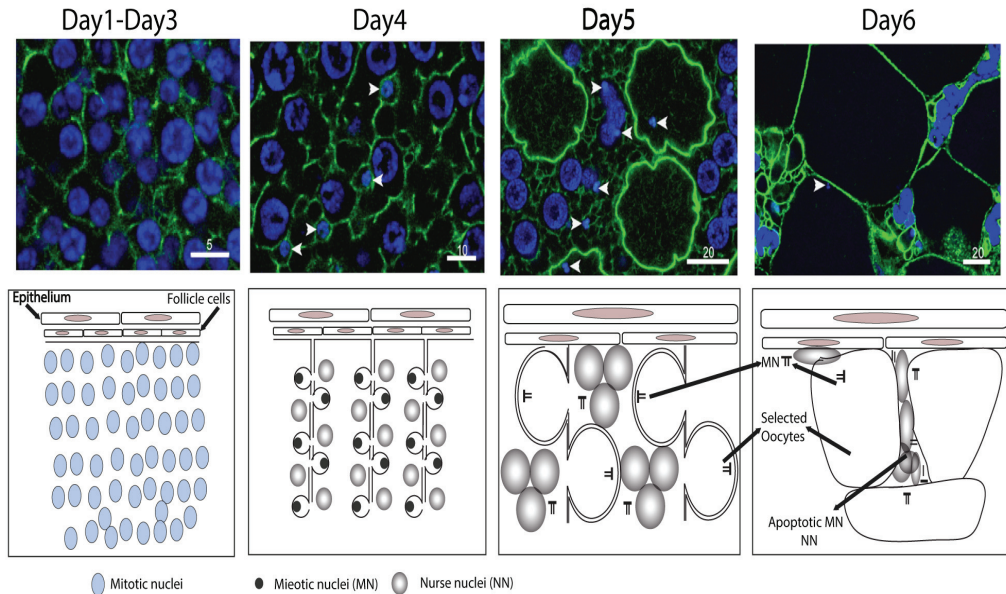 Day1-Day3
Day4
Day5
Day6
5
10
20
20
Epithelium
Follicle cells
MN
Selected
Oocytes
Apoptotic MN
NN
Mitotic nuclei
Mieotic nuclei (MN)
Nurse nuclei (NN)